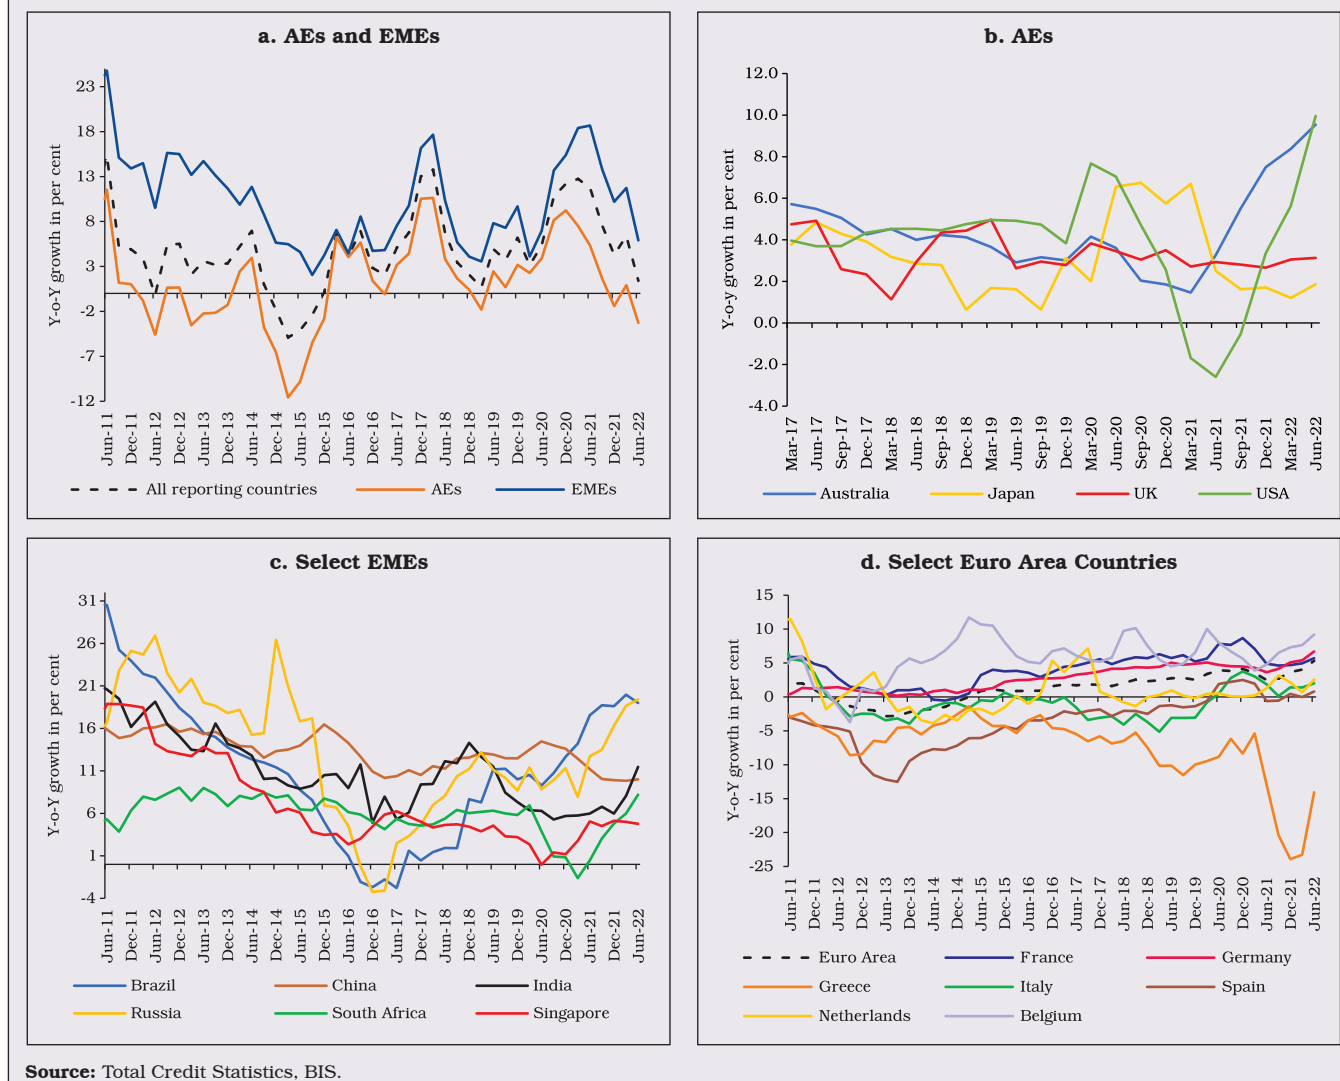 a. AEs and EMEs
Y-o-Y growth in per cent
23
18
13
8
3
-2
-7
-12
Jun-11
Dec-11
Jun-12
Dec-12
Jun-13
Dec-13
Jun-14
Dec-14
Jun-15
Dec-15
Jun-16
Dec-16
Jun-17
Dec-17
Jun-18
Dec-18
Jun-19
Dec-19
Jun-20
Dec-20
Jun-21
Dec-21
Jun-22
All reporting countries AEs EMEs
b. AEs
Y-o-y growth in per cent
12.0
10.0
8.0
6.0
4.0
2.0
0.0
-2.0
-4.0
Mar-17
Jun-17
Sep-17
Dec-17
Mar-18
Jun-18
Sep-18
Dec-18
Mar-19
Jun-19
Sep-19
Dec-19
Mar-20
Jun-20
Sep-20
Dec-20
Mar-21
Jun-21
Sep-21
Dec-21
Mar-22
Jun-22
Australia Japan UK USA
c. Select EMEs
Y-o-Y growth in per cent
31
26
21
16
11
6
1
-4
Jun-11
Dec-11
Jun-12
Dec-12
Jun-13
Dec-13
Jun-14
Dec-14
Jun-15
Dec-15
Jun-16
Dec-16
Jun-17
Dec-17
Jun-18
Dec-18
Jun-19
Dec-19
Jun-20
Dec-20
Jun-21
Dec-21
Jun-22
Brazil China India
Russia South Africa Singapore
d. Select Euro Area Countries
Y-o-Y growth in per cent
15
10
5
0
-5
-10
-15
-20
-25
Jun-11
Dec-11
Jun-12
Dec-12
Jun-13
Dec-13
Jun-14
Dec-14
Jun-15
Dec-15
Jun-16
Dec-16
Jun-17
Dec-17
Jun-18
Dec-18
Jun-19
Dec-19
Jun-20
Dec-20
Jun-21
Dec-21
Jun-22
Euro Area France Germany
Greece Italy Spain
Netherlands Belgium
Source: Total Credit Statistics, BIS.